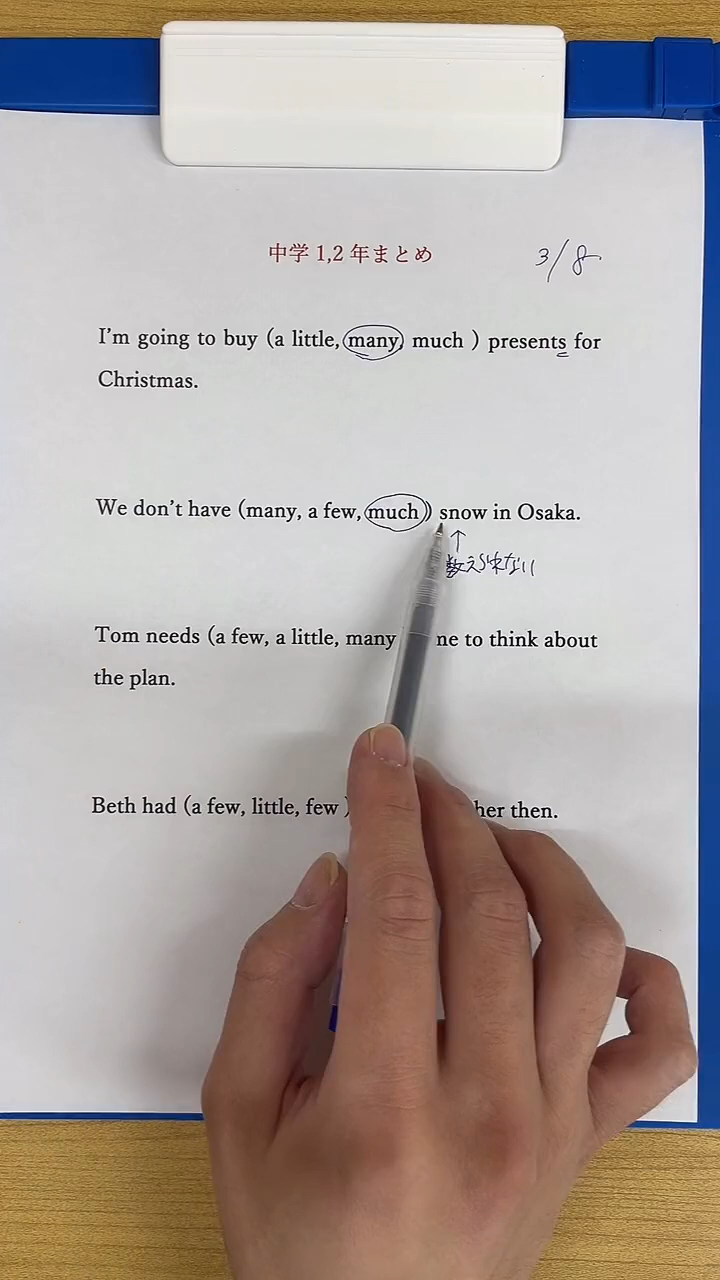 中学 1,2 年まとめ 3/8
I'm going to buy (a little, many, much ) presents for
Christmas.
We don't have (many, a few, much) snow in Osaka.
↑
数えられない
Tom needs (a few, a little, many me to think about
the plan.
Beth had (a few, little, few ) her then.